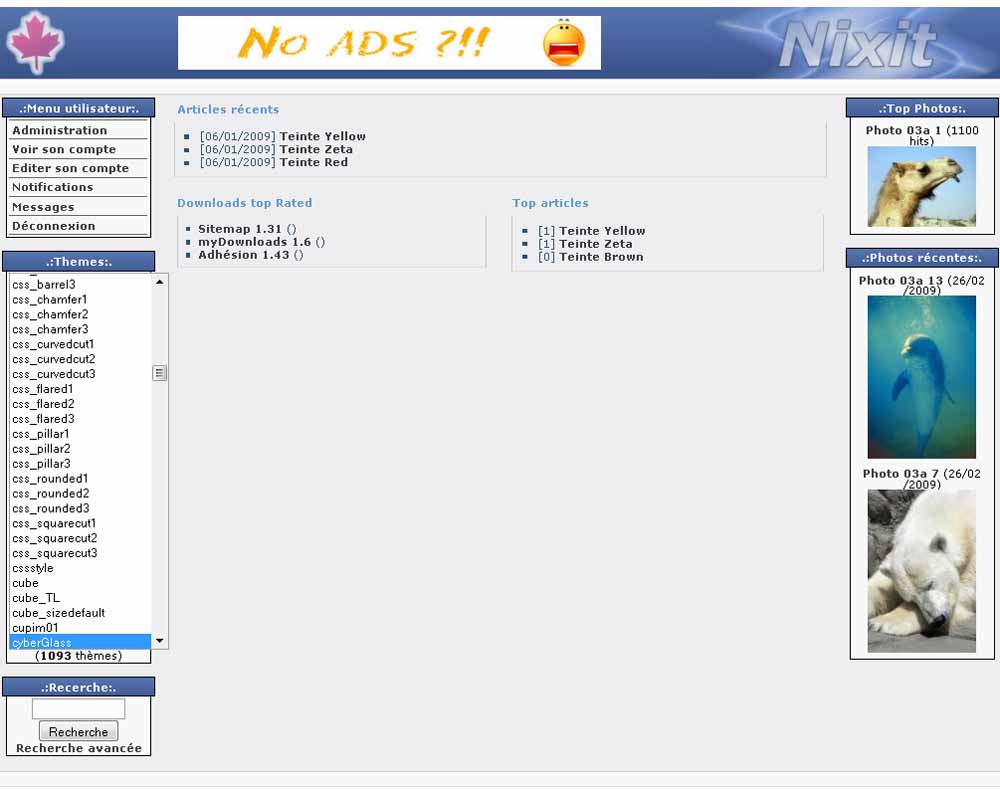 No ADS ?!!
Nixit
.:Menu utilisateur:.
Administration
Voir son compte
Editer son compte
Notifications
Messages
Déconnexion
.:Themes:.
css_barrel3
css_chamfer1
css_chamfer2
css_chamfer3
css_curvedcut1
css_curvedcut2
css_curvedcut3
css_flared1
css_flared2
css_flared3
css_pillar1
css_pillar2
css_pillar3
css_rounded1
css_rounded2
css_rounded3
css_squarecut1
css_squarecut2
css_squarecut3
cssstyle
cube
cube_TL
cube_sizedefault
cupim01
cyberGlass
(1093 thèmes)
.:Recerche:.
Recherche
Recherche avancée
Articles récents
[06/01/2009] Teinte Yellow
[06/01/2009] Teinte Zeta
[06/01/2009] Teinte Red
Downloads top Rated
Sitemap 1.31 ()
myDownloads 1.6 ()
Adhésion 1.43 ()
Top articles
[1] Teinte Yellow
[1] Teinte Zeta
[0] Teinte Brown
.:Top Photos:.
Photo 03a 1 (1100
hits)
.:Photos récentes:.
Photo 03a 13 (26/02
/2009)
Photo 03a 7 (26/02
/2009)